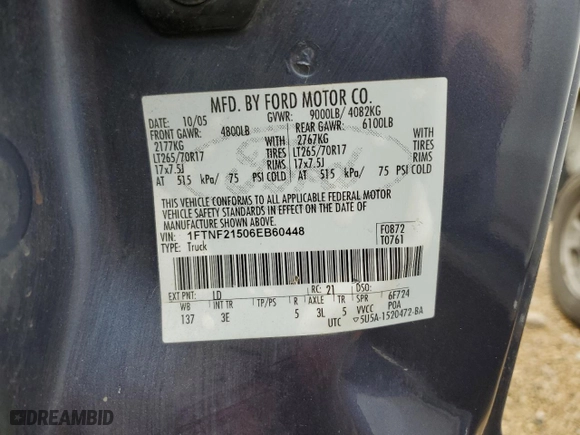 MFD. BY FORD MOTOR CO.
DATE: 10/05 GVWR: 9000LB/ 4082KG
FRONT GAWR: 4800LB REAR GAWR: 6100LB
2177KG WITH 2767KG WITH
LT265/70R17 TIRES LT265/70R17 TIRES
17x7.5J RIMS 17x7.5J RIMS
AT 515 kPa/ 75 PSI COLD AT 515 kPa/ 75 PSI COLD
THIS VEHICLE CONFORMS TO ALL APPLICABLE FEDERAL MOTOR
VEHICLE SAFETY STANDARDS IN EFFECT ON THE DATE OF
MANUFACTURE SHOWN ABOVE.
VIN: 1FTNF21506EB60448 F0872
TYPE: Truck T0761
EXT PNT: LD RC: 21 DSO:
WB INT TR TP/PS R AXLE TR SPR 6F724
137 3E 5 3L 5 VVCC POA
UTC ▽5U5A-1520472-BA
Ford
DREAMBID